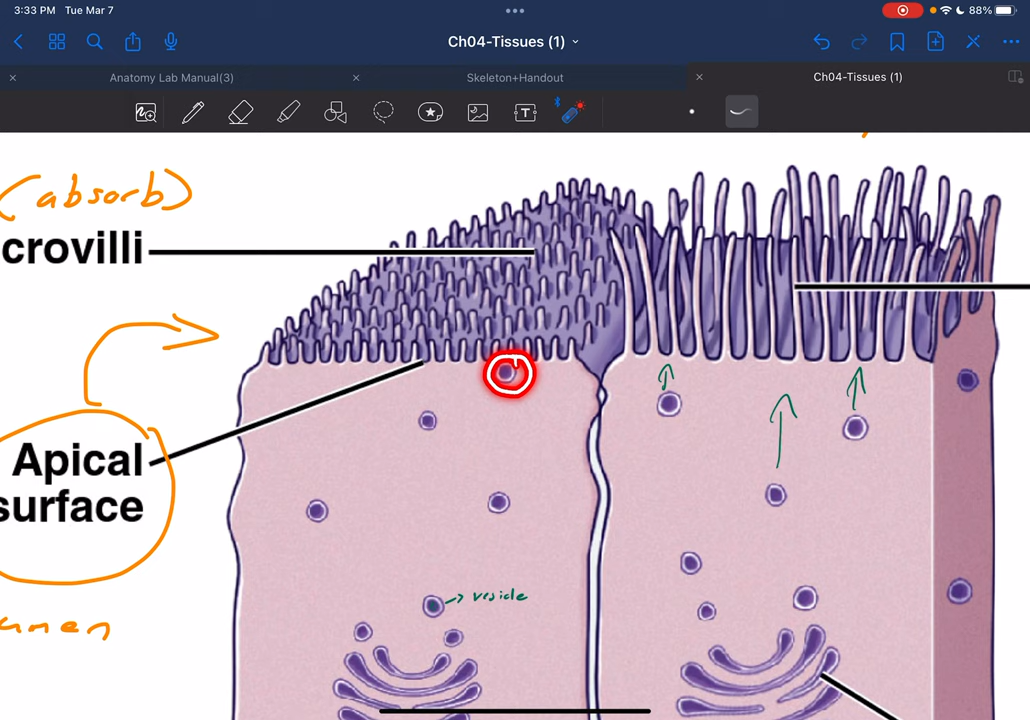 3:33 PM Tue Mar 7
88%
Ch04-Tissues (1)
Anatomy Lab Manual(3)
Skeleton+Handout
Ch04-Tissues (1)
T
(absorb)
crovilli
Apical
surface
vesicle
umen